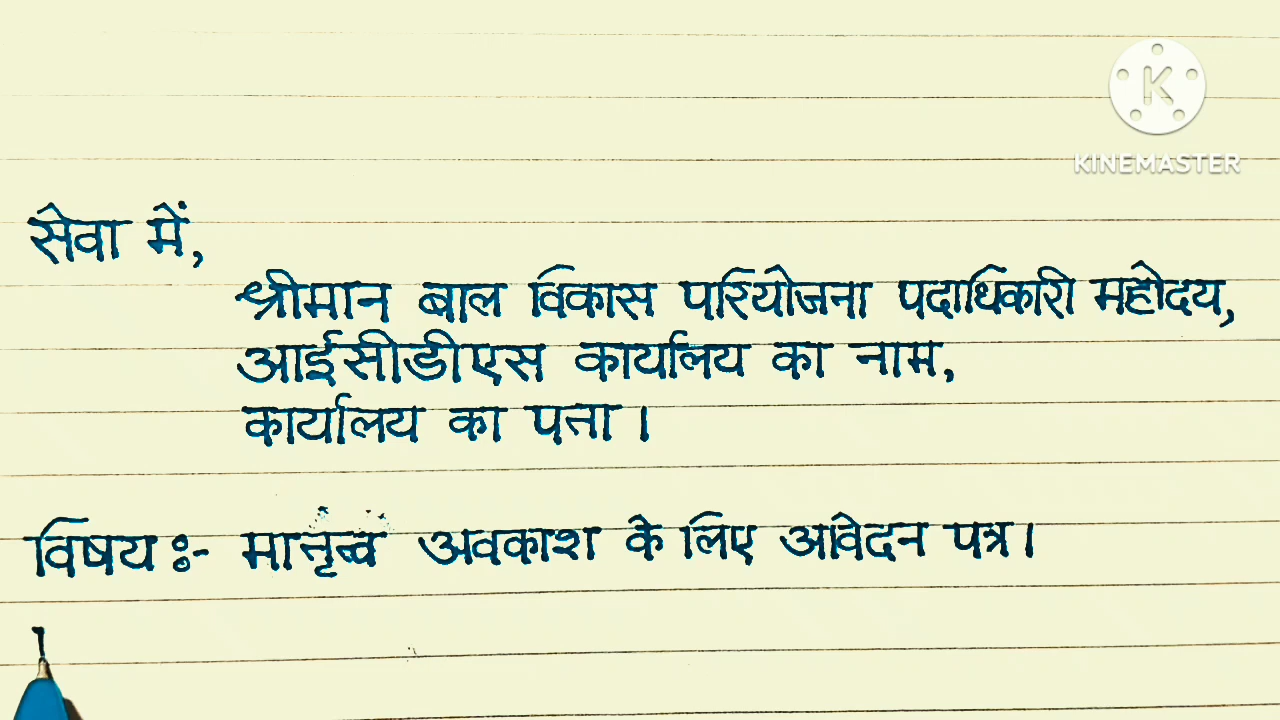 K
KINEMASTER
सेवा में,
श्रीमान बाल विकास परियोजना पदाधिकारी महोदय,
आईसीडीएस कार्यालय का नाम,
कार्यालय का पता।
विषय :- मातृत्व अवकाश के लिए आवेदन पत्र।